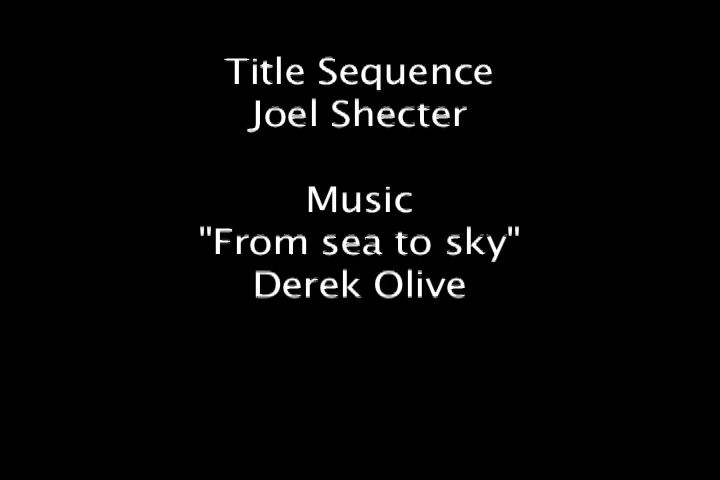 Title Sequence
Joel Shecter
Music
"From sea to sky"
Derek Olive